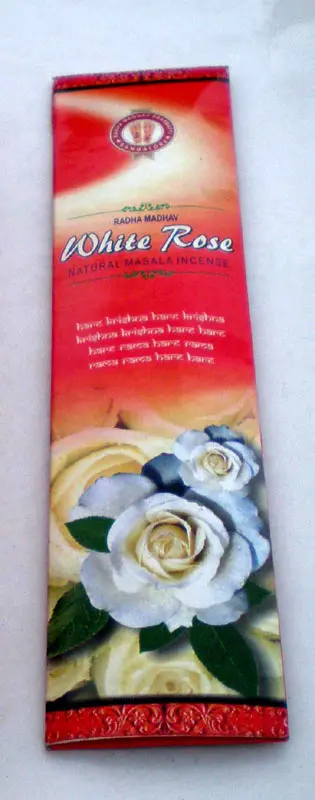 BANGALORE
RADHA MADHAV
White Rose
NATURAL MASALA INCENSE
hare krishna hare krishna
krishna krishna hare hare
hare rama hare rama
rama rama hare hare